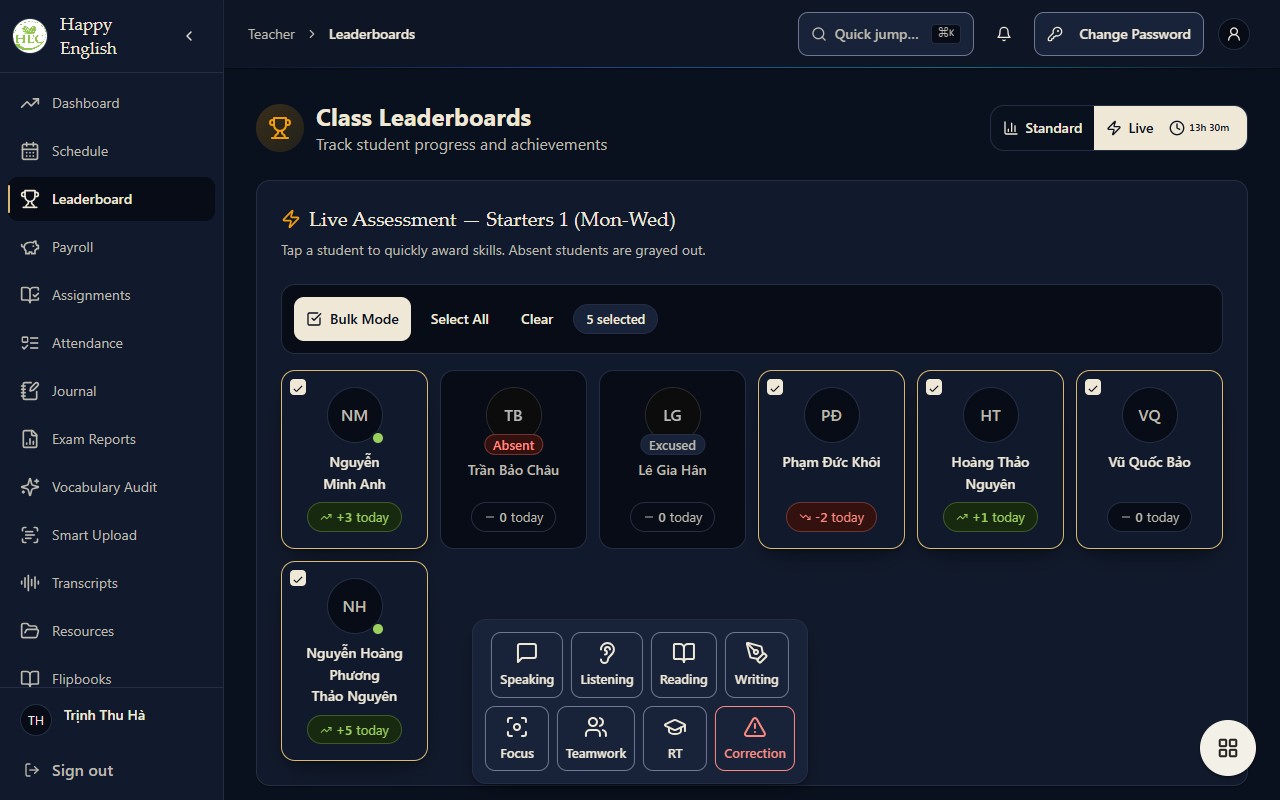 HEC
Happy
English
Dashboard
Schedule
Leaderboard
Payroll
Assignments
Attendance
Journal
Exam Reports
Vocabulary Audit
Smart Upload
Transcripts
Resources
Flipbooks
TH
Trịnh Thu Hà
Sign out
Teacher
Leaderboards
Quick jump...
⌘K
Change Password
Class Leaderboards
Track student progress and achievements
Standard
Live
13h 30m
Live Assessment — Starters 1 (Mon-Wed)
Tap a student to quickly award skills. Absent students are grayed out.
Bulk Mode
Select All
Clear
5 selected
NM
Nguyễn
Minh Anh
+3 today
TB
Absent
Trần Bảo Châu
0 today
LG
Excused
Lê Gia Hân
0 today
PĐ
Phạm Đức Khôi
-2 today
HT
Hoàng Thảo
Nguyên
+1 today
VQ
Vũ Quốc Bảo
0 today
NH
Nguyễn Hoàng
Phương
Thảo Nguyên
+5 today
Speaking
Listening
Reading
Writing
Focus
Teamwork
RT
Correction